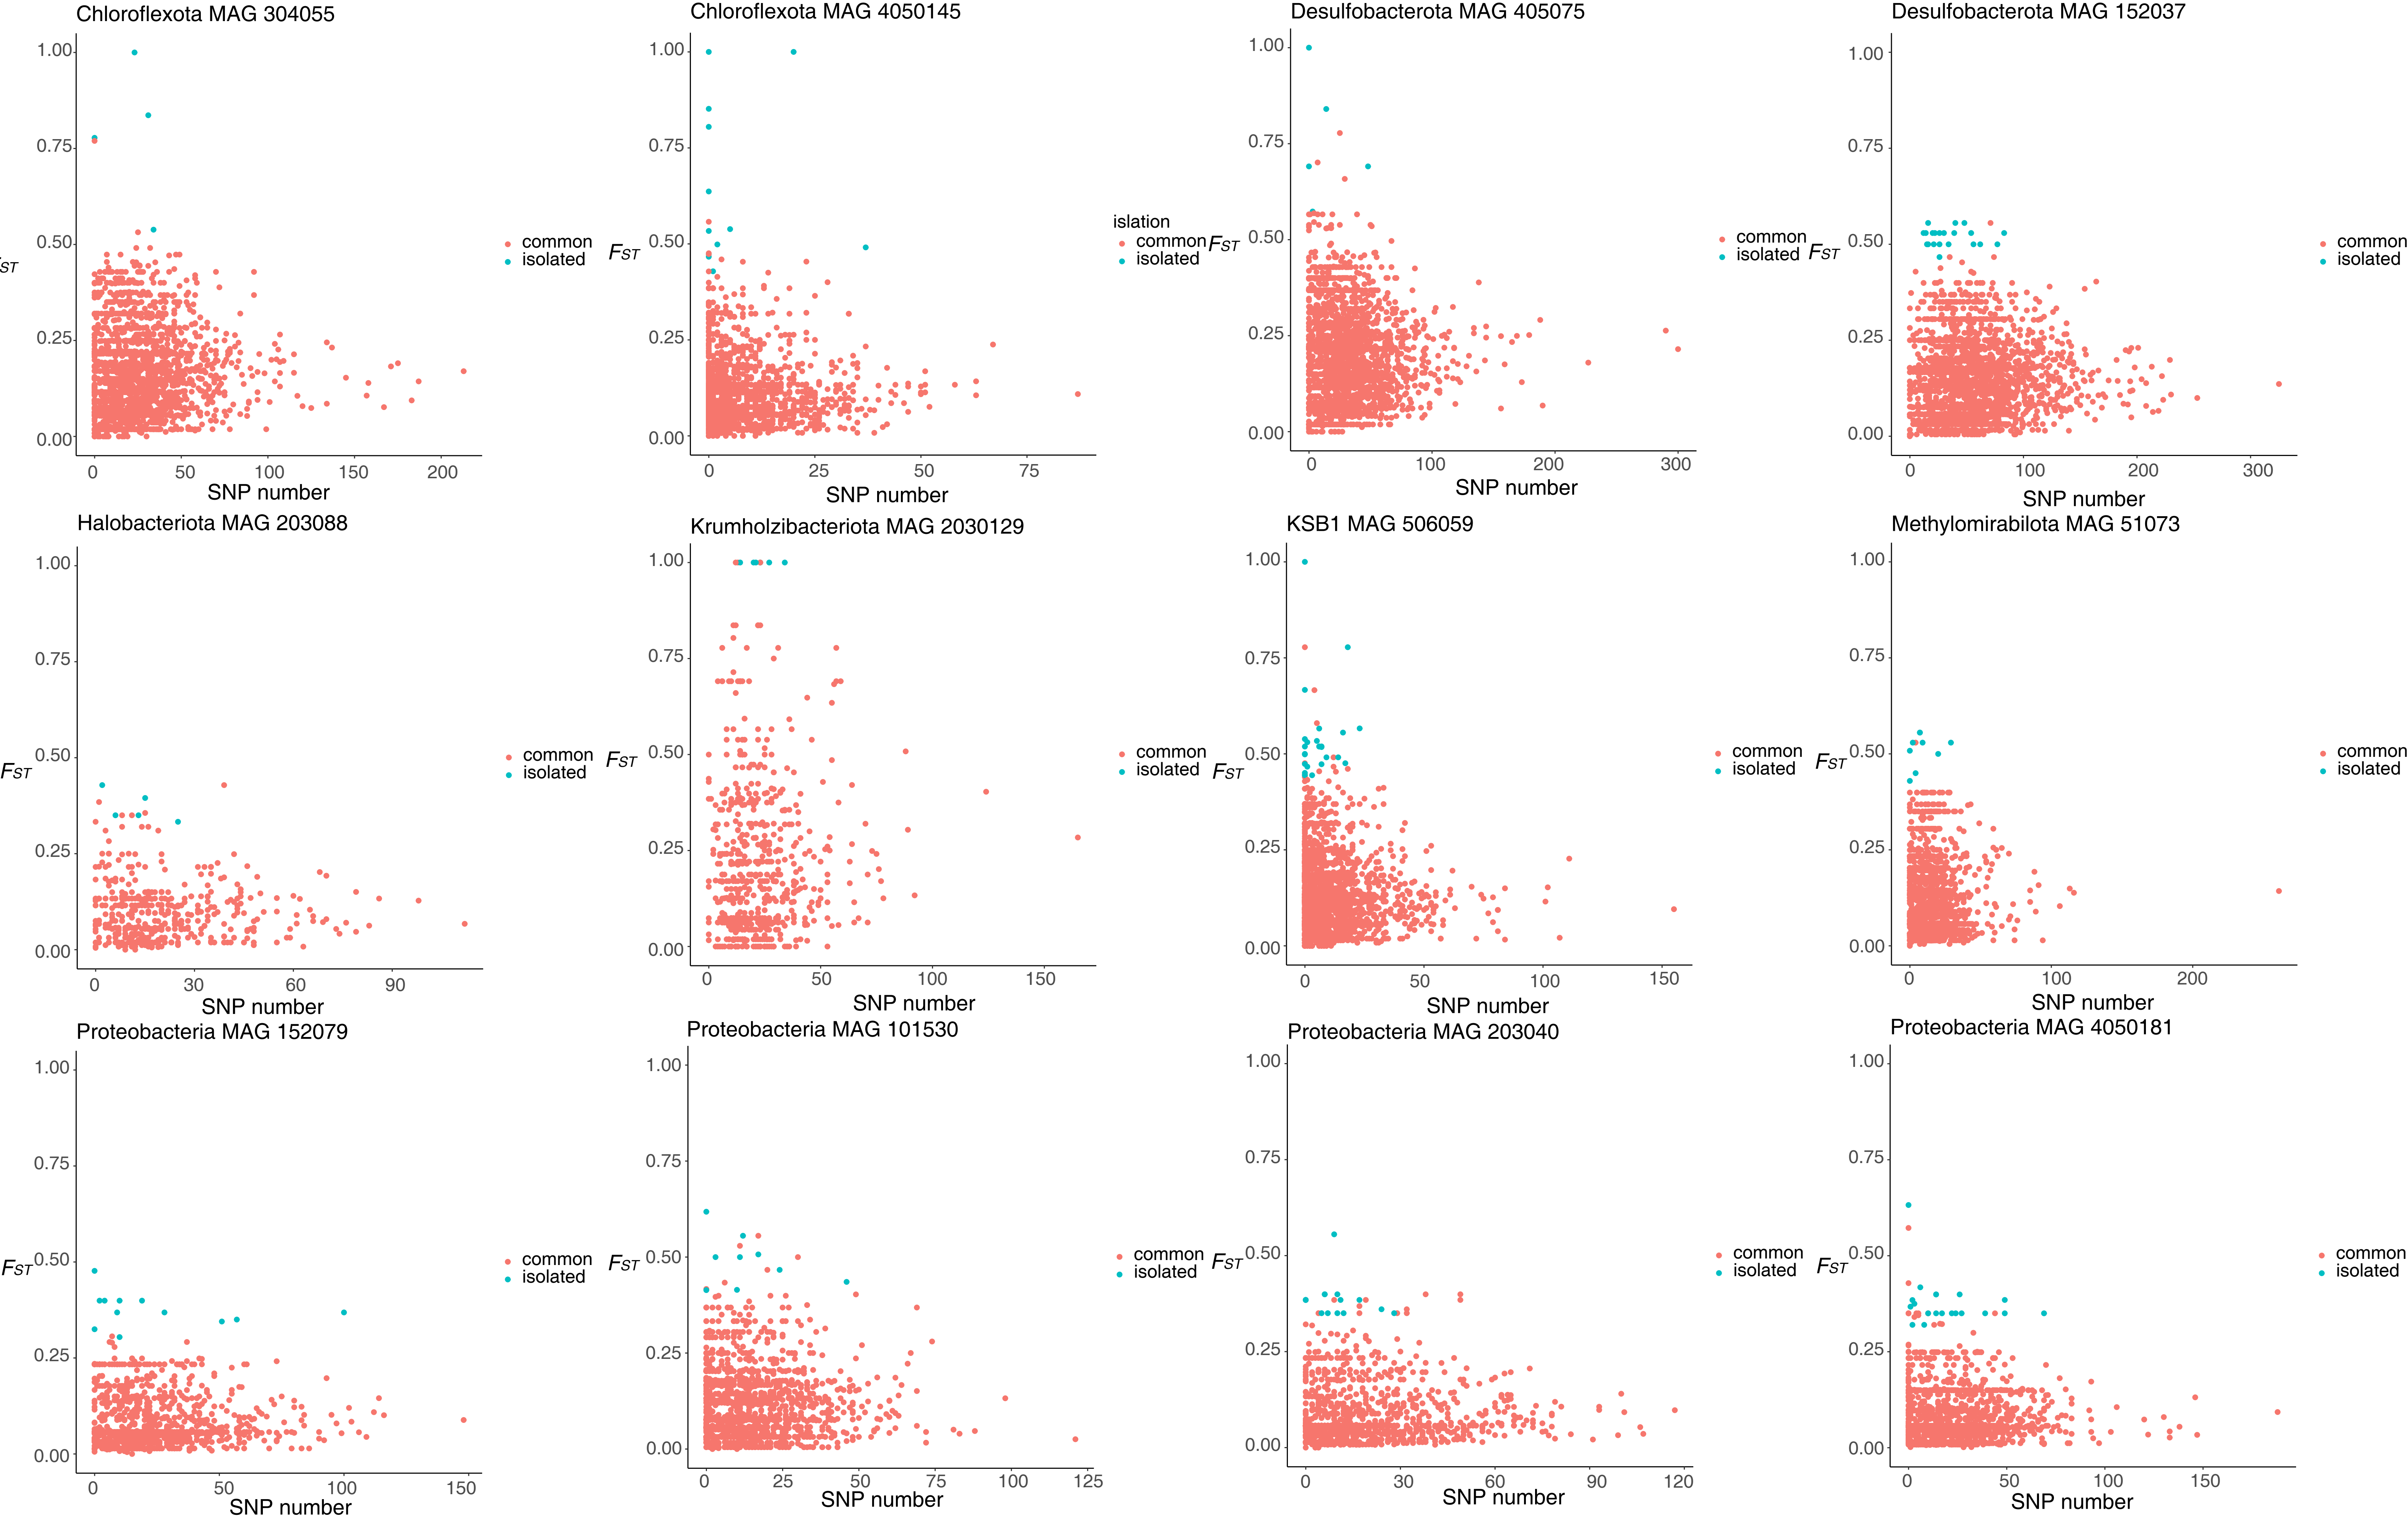 Chloroflexota MAG 304055
1.00
0.75
0.50
0.25
0.00
0 50 100 150 200
SNP number
common
isolated
Chloroflexota MAG 4050145
FST
1.00
0.75
0.50
0.25
0.00
0 25 50 75
SNP number
islation
common
isolated
Desulfobacterota MAG 405075
FST
1.00
0.75
0.50
0.25
0.00
0 100 200 300
SNP number
common
isolated
Desulfobacterota MAG 152037
FST
1.00
0.75
0.50
0.25
0.00
0 100 200 300
SNP number
common
isolated
Halobacteriota MAG 203088
FST
1.00
0.75
0.50
0.25
0.00
0 30 60 90
SNP number
common
isolated
Krumholzibacteriota MAG 2030129
FST
1.00
0.75
0.50
0.25
0.00
0 50 100 150
SNP number
common
isolated
KSB1 MAG 506059
FST
1.00
0.75
0.50
0.25
0.00
0 50 100 150
SNP number
common
isolated
Methylomirabilota MAG 51073
FST
1.00
0.75
0.50
0.25
0.00
0 100 200
SNP number
common
isolated
Proteobacteria MAG 152079
FST
1.00
0.75
0.50
0.25
0.00
0 50 100 150
SNP number
common
isolated
Proteobacteria MAG 101530
FST
1.00
0.75
0.50
0.25
0.00
0 25 50 75 100 125
SNP number
common
isolated
Proteobacteria MAG 203040
FST
1.00
0.75
0.50
0.25
0.00
0 30 60 90 120
SNP number
common
isolated
Proteobacteria MAG 4050181
FST
1.00
0.75
0.50
0.25
0.00
0 50 100 150
SNP number
common
isolated